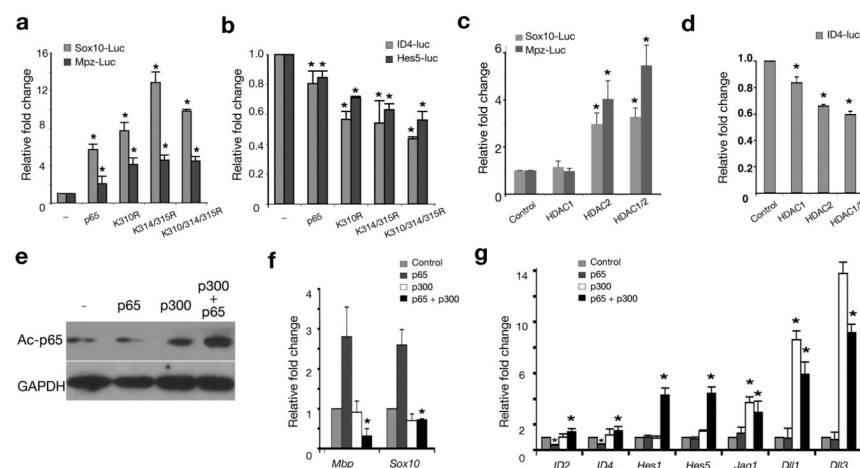 a
Sox10-Luc
Mpz-Luc
Relative fold change
16
12
8
4
0
–
p65
K310R
K314/315R
K310/314/315R
* * * * * * * *
b
ID4-luc
Hes5-luc
Relative fold change
1.0
0.8
0.6
0.4
0.2
0
–
p65
K310R
K314/315R
K310/314/315R
* * * * * * * *
c
Sox10-Luc
Mpz-Luc
Relative fold change
6
4
2
0
Control
HDAC1
HDAC2
HDAC1/2
* * * *
d
ID4-luc
Relative fold change
1.0
0.8
0.6
0.4
0.2
0
Control
HDAC1
HDAC2
HDAC1/
* * *
e
– p65 p300 p300 + p65
Ac-p65
GAPDH
f
Control
p65
p300
p65 + p300
Relative fold change
4
3
2
1
0
* *
Mbp Sox10
g
Control
p65
p300
p65 + p300
Relative fold change
14
10
6
2
0
* * * * * * * * * * *
ID2 ID4 Hes1 Hes5 Jag1 Dll1 Dll3